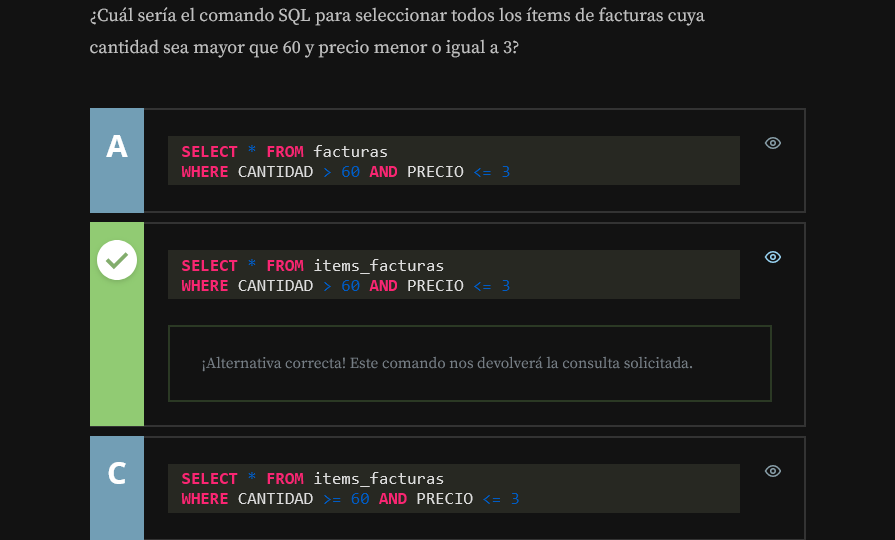 ¿Cuál sería el comando SQL para seleccionar todos los ítems de facturas cuya
cantidad sea mayor que 60 y precio menor o igual a 3?
A
SELECT * FROM facturas
WHERE CANTIDAD > 60 AND PRECIO <= 3
SELECT * FROM items_facturas
WHERE CANTIDAD > 60 AND PRECIO <= 3
¡Alternativa correcta! Este comando nos devolverá la consulta solicitada.
C
SELECT * FROM items_facturas
WHERE CANTIDAD >= 60 AND PRECIO <= 3